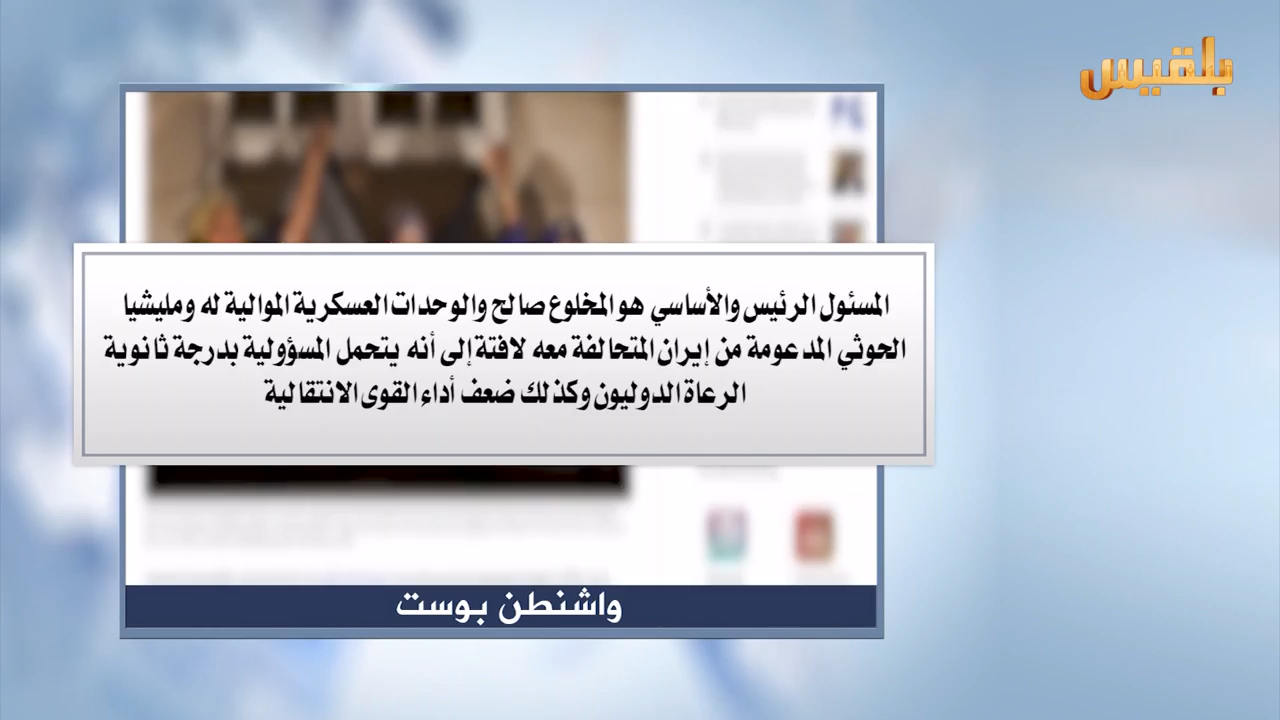 بلقيس
المسئول الرئيس والأساسي هو المخلوع صالح والوحدات العسكرية الموالية له ومليشيا
الحوثي المدعومة من إيران المتحالفة معه لافتة إلى أنه يتحمل المسؤولية بدرجة ثانوية
الرعاة الدوليون وكذلك ضعف أداء القوى الانتقالية
واشنطن بوست